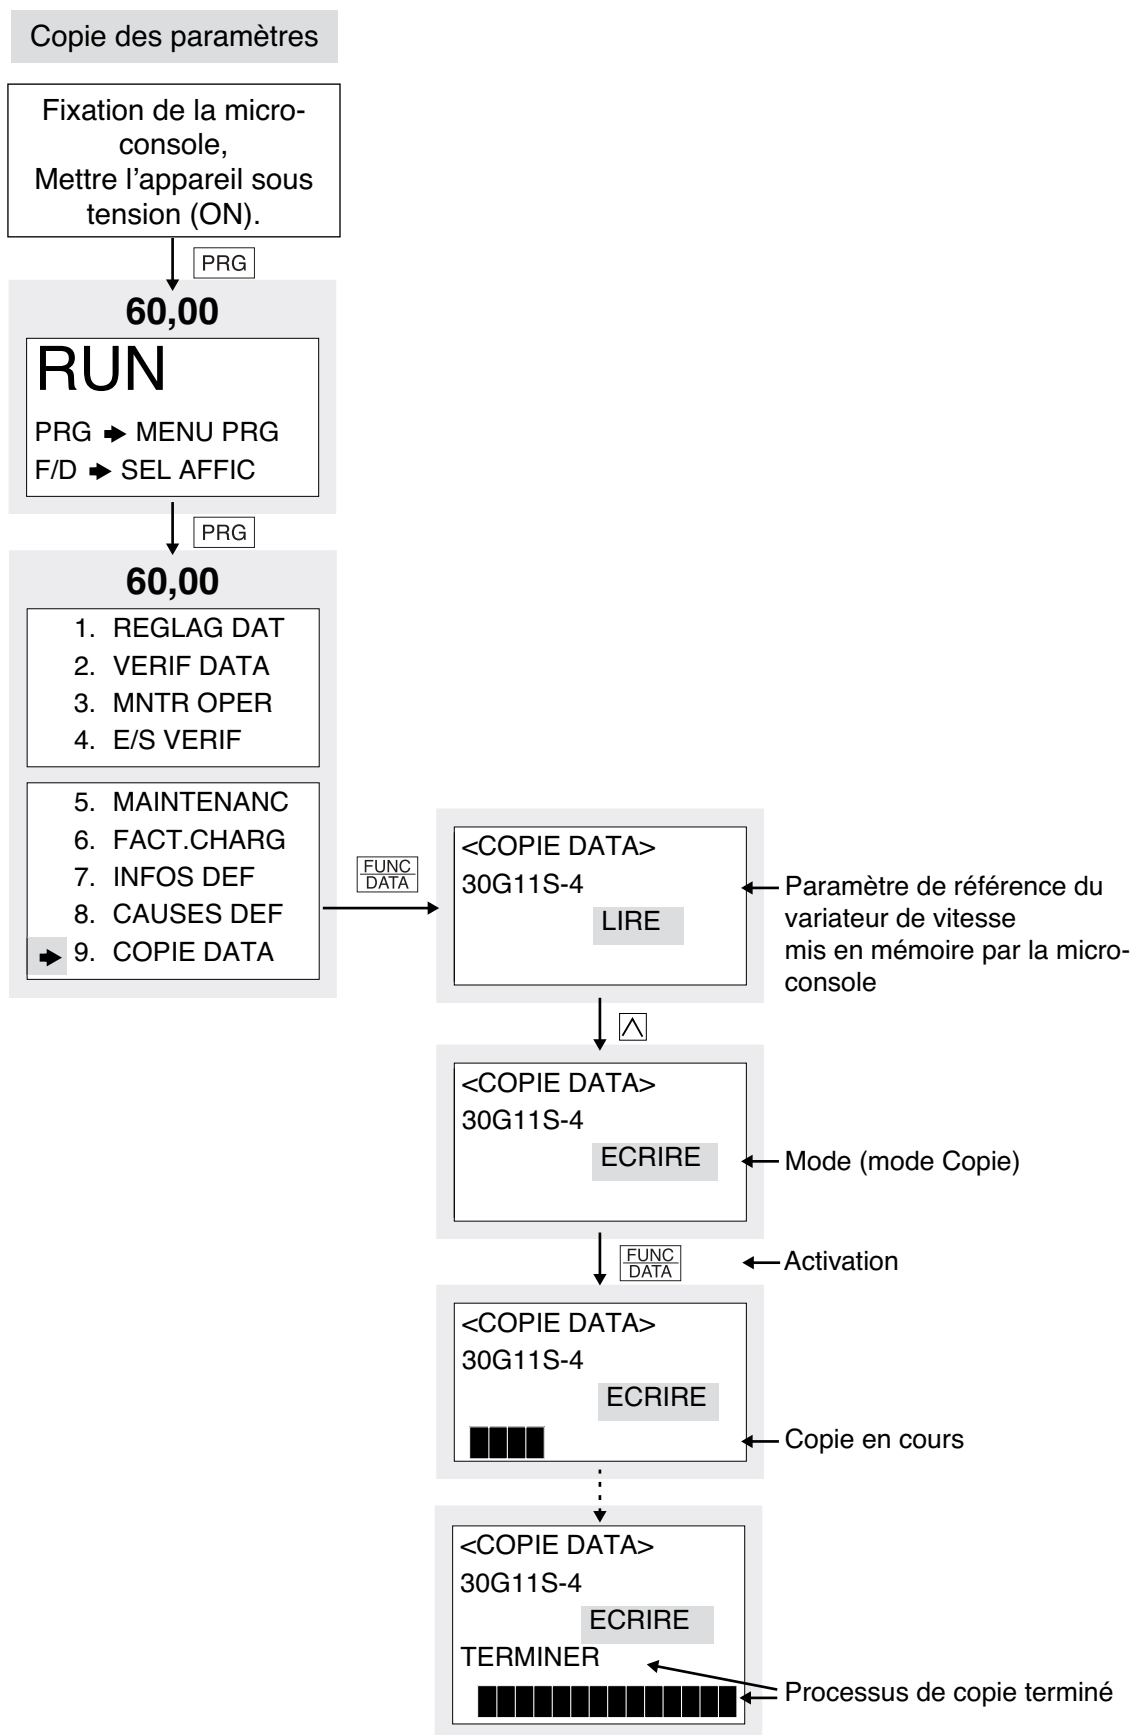 Copie des paramètres
Fixation de la micro-
console,
Mettre l'appareil sous
tension (ON).
PRG
60,00
RUN
PRG ➨ MENU PRG
F/D ➨ SEL AFFIC
PRG
60,00
1. REGLAG DAT
2. VERIF DATA
3. MNTR OPER
4. E/S VERIF
5. MAINTENANC
6. FACT.CHARG
7. INFOS DEF
8. CAUSES DEF
➨ 9. COPIE DATA
FUNC
DATA
<COPIE DATA>
30G11S-4
LIRE
Paramètre de référence du
variateur de vitesse
mis en mémoire par la micro-
console
<COPIE DATA>
30G11S-4
ECRIRE
Mode (mode Copie)
FUNC
DATA
Activation
<COPIE DATA>
30G11S-4
ECRIRE
Copie en cours
<COPIE DATA>
30G11S-4
ECRIRE
TERMINER
Processus de copie terminé